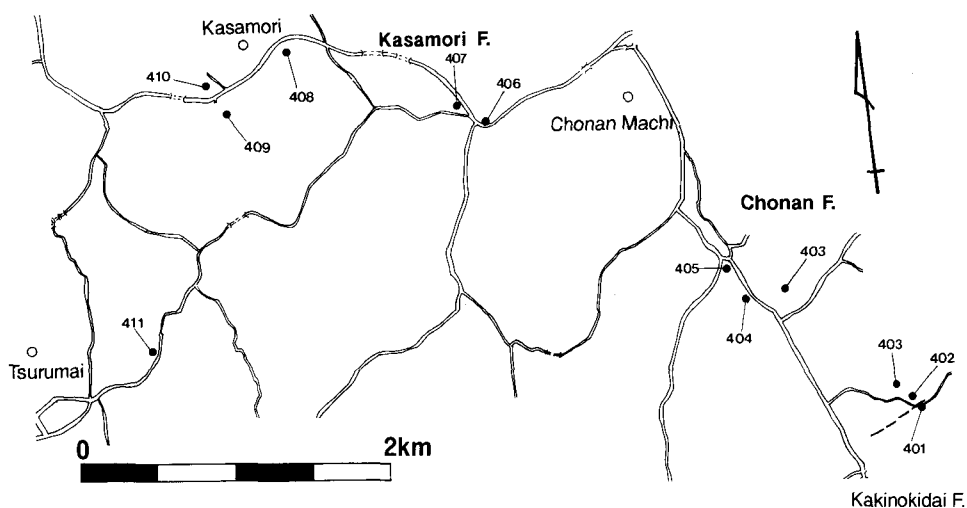 Kasamori
Kasamori F.
410
408
407
406
409
Chonan Machi
Chonan F.
403
405
404
411
Tsurumai
403
402
401
0 2km
Kakinokidai F.